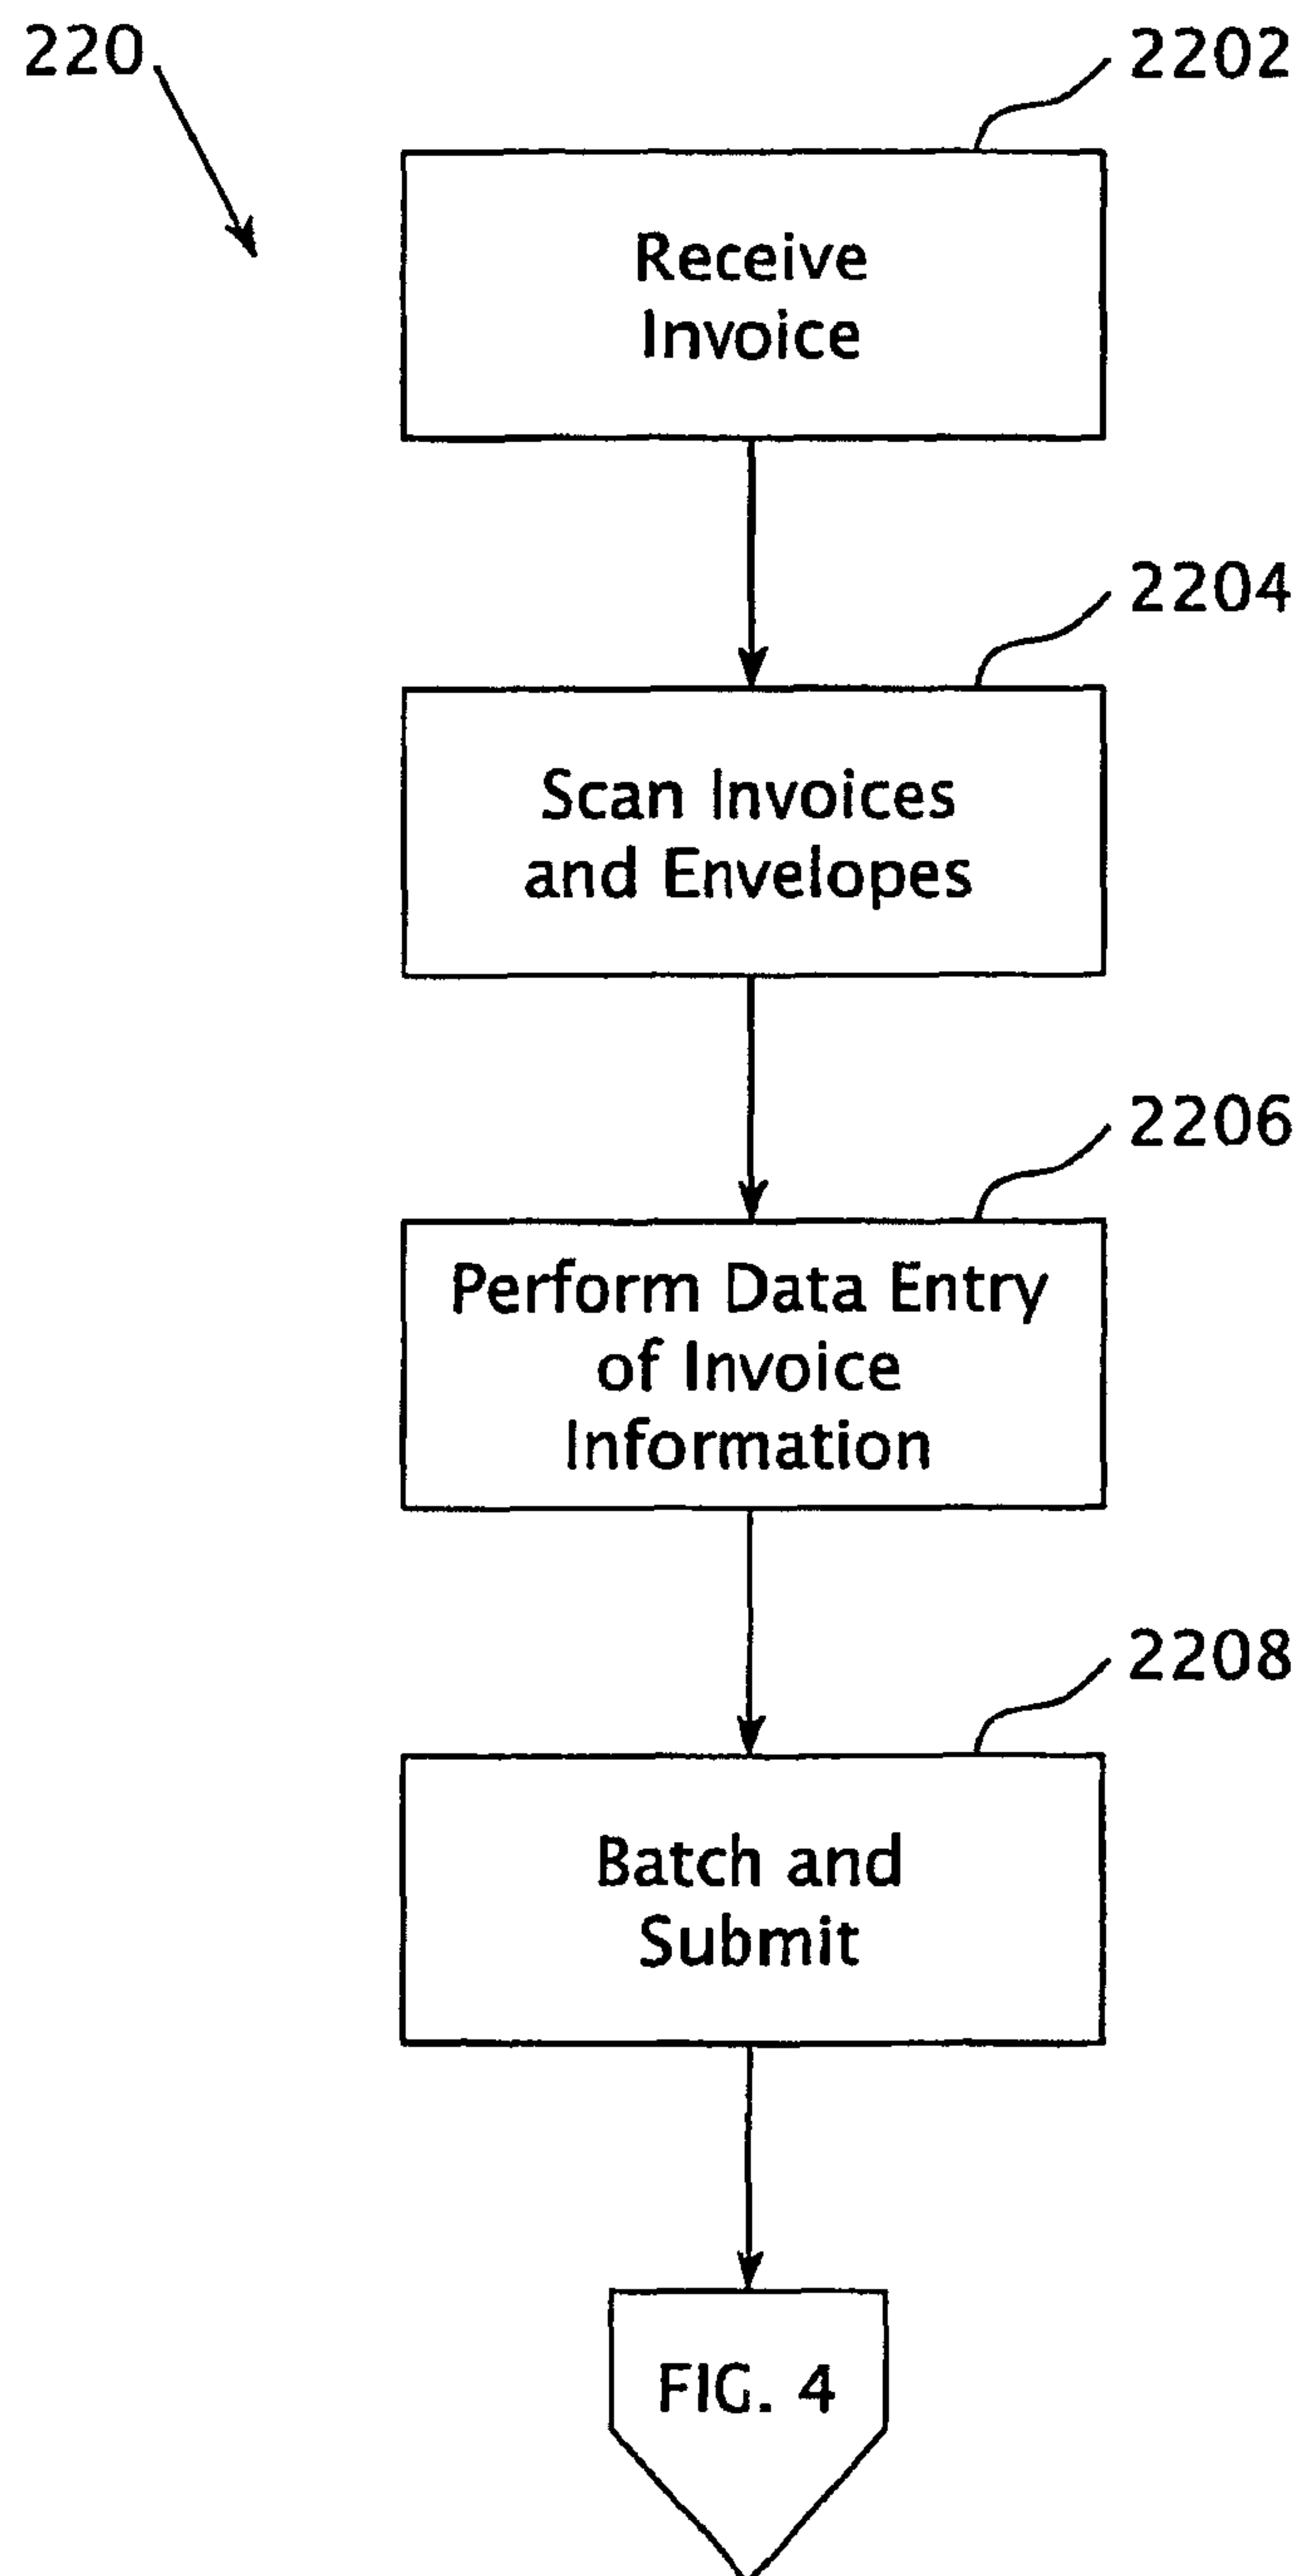 220
2202
Receive
Invoice
2204
Scan Invoices
and Envelopes
2206
Perform Data Entry
of Invoice
Information
2208
Batch and
Submit
FIG. 4